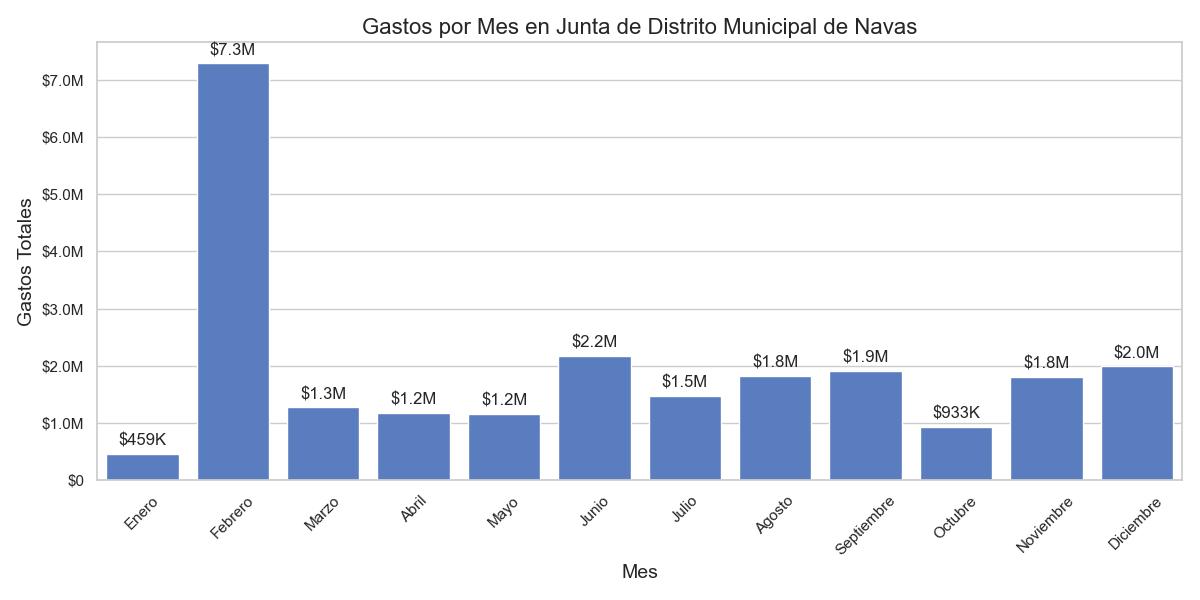 Gastos por Mes en Junta de Distrito Municipal de Navas
Gastos Totales
$7.0M
$6.0M
$5.0M
$4.0M
$3.0M
$2.0M
$1.0M
$0
$459K
$7.3M
$1.3M
$1.2M
$1.2M
$2.2M
$1.5M
$1.8M
$1.9M
$933K
$1.8M
$2.0M
Enero
Febrero
Marzo
Abril
Mayo
Junio
Julio
Agosto
Septiembre
Octubre
Noviembre
Diciembre
Mes